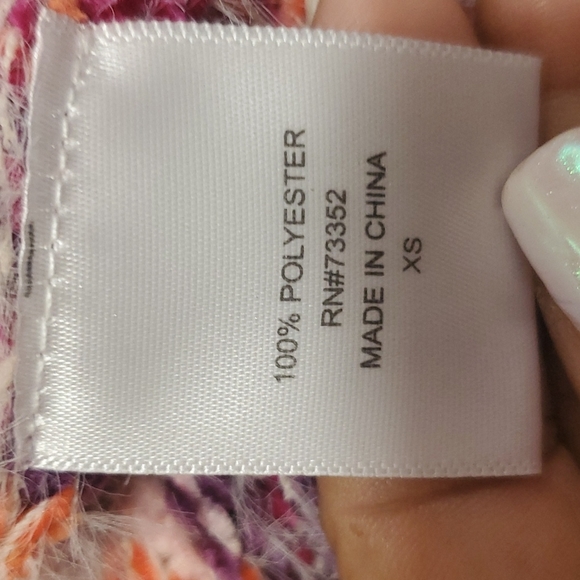 100% POLYESTER
RN#73352
MADE IN CHINA
XS